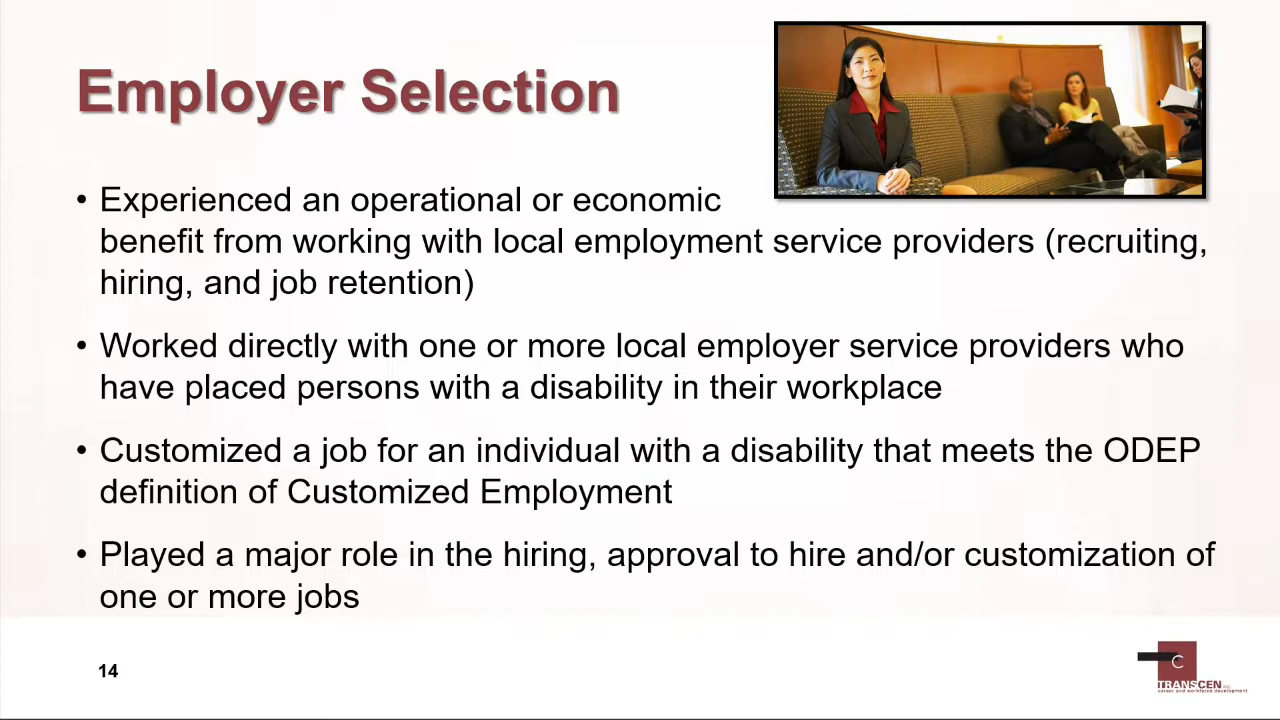 Employer Selection
• Experienced an operational or economic
benefit from working with local employment service providers (recruiting,
hiring, and job retention)
• Worked directly with one or more local employer service providers who
have placed persons with a disability in their workplace
• Customized a job for an individual with a disability that meets the ODEP
definition of Customized Employment
• Played a major role in the hiring, approval to hire and/or customization of
one or more jobs
14
C
TRANSCEN
career and workforce development